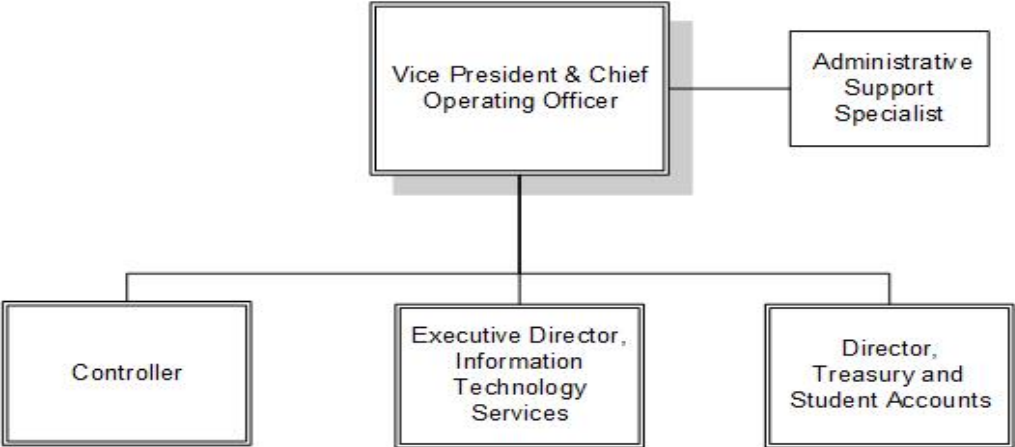 Vice President & Chief
Operating Officer
Administrative
Support
Specialist
Controller
Executive Director,
Information
Technology
Services
Director,
Treasury and
Student Accounts